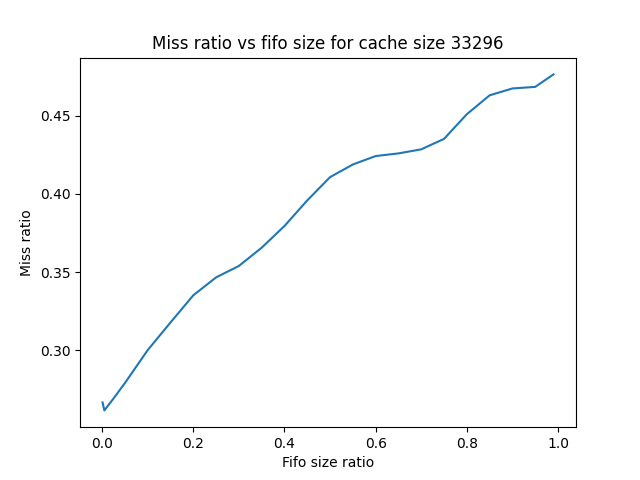 Miss ratio vs fifo size for cache size 33296
Miss ratio
0.45
0.40
0.35
0.30
0.0 0.2 0.4 0.6 0.8 1.0
Fifo size ratio